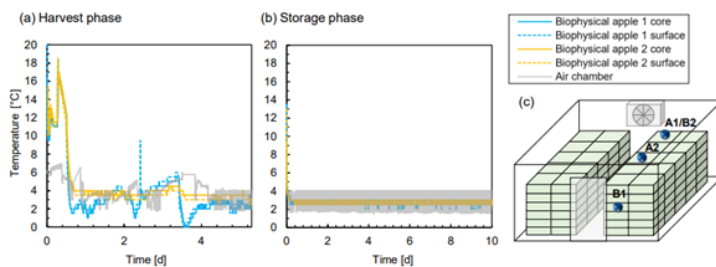 (a) Harvest phase
(b) Storage phase
Biophysical apple 1 core
Biophysical apple 1 surface
Biophysical apple 2 core
Biophysical apple 2 surface
Air chamber
Temperature [°C]
20
18
16
14
12
10
8
6
4
2
0
0
2
4
Time [d]
20
18
16
14
12
10
8
6
4
2
0
0
2
4
6
8
10
Time [d]
(c)
A1/B2
A2
B1